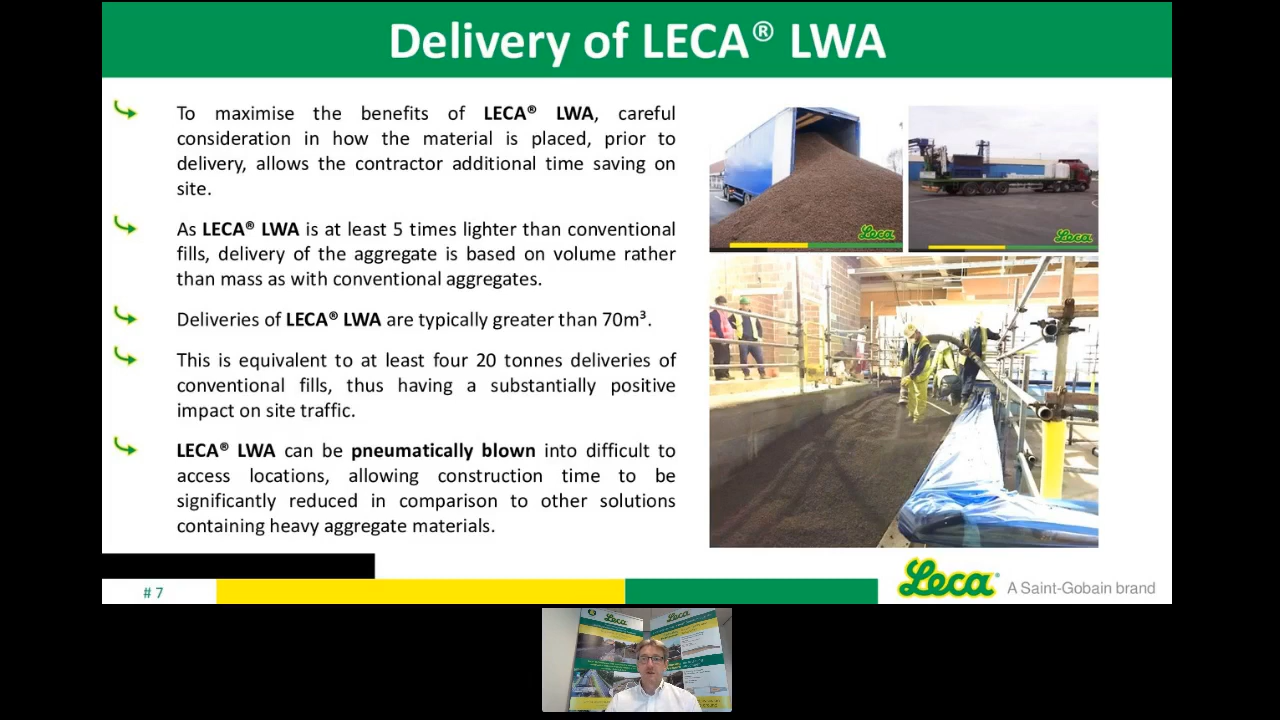 Delivery of LECA® LWA
To maximise the benefits of LECA® LWA, careful
consideration in how the material is placed, prior to
delivery, allows the contractor additional time saving on
site.
As LECA® LWA is at least 5 times lighter than conventional
fills, delivery of the aggregate is based on volume rather
than mass as with conventional aggregates.
Deliveries of LECA® LWA are typically greater than 70m³.
This is equivalent to at least four 20 tonnes deliveries of
conventional fills, thus having a substantially positive
impact on site traffic.
LECA® LWA can be pneumatically blown into difficult to
access locations, allowing construction time to be
significantly reduced in comparison to other solutions
containing heavy aggregate materials.
Leca
Leca
# 7
Leca® A Saint-Gobain brand
Leca
Leca